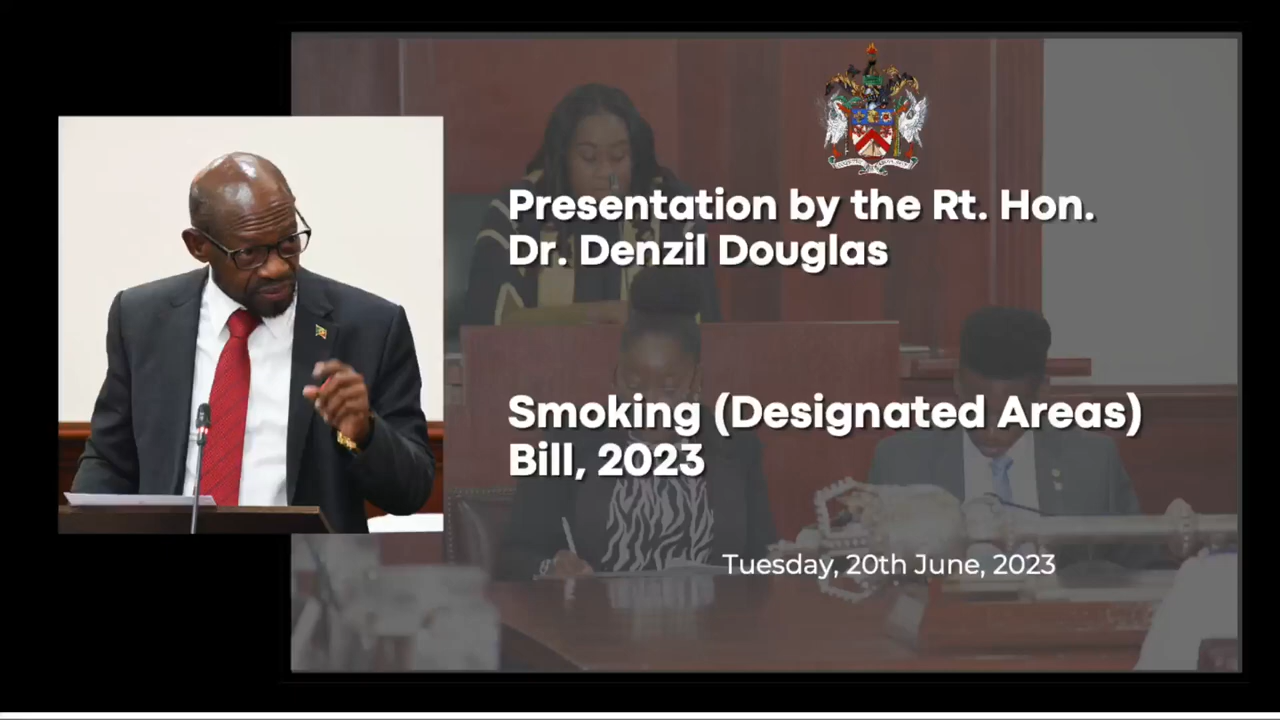 Presentation by the Rt. Hon.
Dr. Denzil Douglas
Smoking (Designated Areas)
Bill, 2023
Tuesday, 20th June, 2023